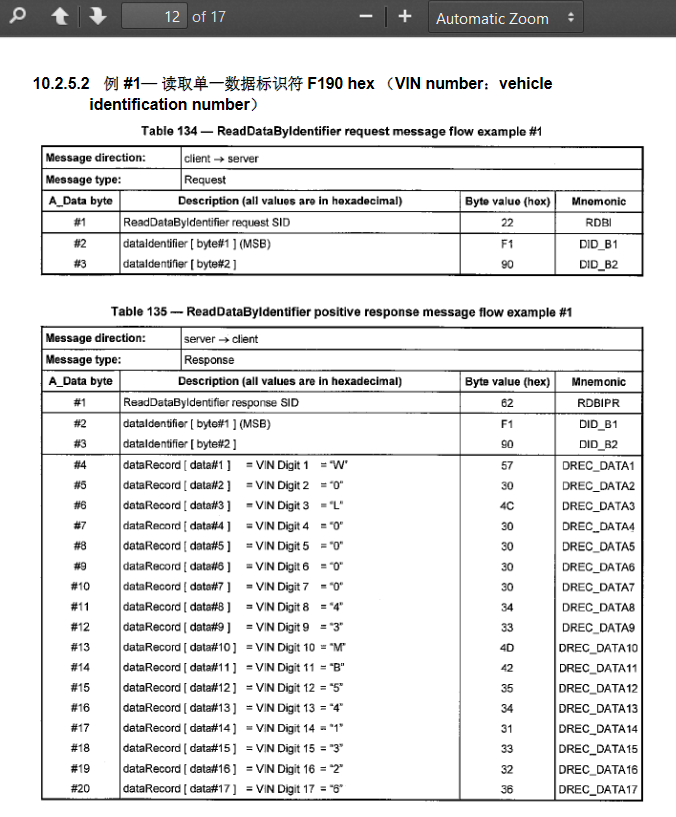 12 of 17
Automatic Zoom
10.2.5.2 例 #1— 读取单一数据标识符 F190 hex （VIN number：vehicle
identification number）
Table 134 — ReadDataByIdentifier request message flow example #1
Message direction: client → server
Message type: Request
A_Data byte Description (all values are in hexadecimal) Byte value (hex) Mnemonic
#1 ReadDataByIdentifier request SID 22 RDBI
#2 dataIdentifier [ byte#1 ] (MSB) F1 DID_B1
#3 dataIdentifier [ byte#2 ] 90 DID_B2
Table 135 — ReadDataByIdentifier positive response message flow example #1
Message direction: server → client
Message type: Response
A_Data byte Description (all values are in hexadecimal) Byte value (hex) Mnemonic
#1 ReadDataByIdentifier response SID 62 RDBIPR
#2 dataIdentifier [ byte#1 ] (MSB) F1 DID_B1
#3 dataIdentifier [ byte#2 ] 90 DID_B2
#4 dataRecord [ data#1 ] = VIN Digit 1 = "W" 57 DREC_DATA1
#5 dataRecord [ data#2 ] = VIN Digit 2 = "0" 30 DREC_DATA2
#6 dataRecord [ data#3 ] = VIN Digit 3 = "L" 4C DREC_DATA3
#7 dataRecord [ data#4 ] = VIN Digit 4 = "0" 30 DREC_DATA4
#8 dataRecord [ data#5 ] = VIN Digit 5 = "0" 30 DREC_DATA5
#9 dataRecord [ data#6 ] = VIN Digit 6 = "0" 30 DREC_DATA6
#10 dataRecord [ data#7 ] = VIN Digit 7 = "0" 30 DREC_DATA7
#11 dataRecord [ data#8 ] = VIN Digit 8 = "4" 34 DREC_DATA8
#12 dataRecord [ data#9 ] = VIN Digit 9 = "3" 33 DREC_DATA9
#13 dataRecord [ data#10 ] = VIN Digit 10 = "M" 4D DREC_DATA10
#14 dataRecord [ data#11 ] = VIN Digit 11 = "B" 42 DREC_DATA11
#15 dataRecord [ data#12 ] = VIN Digit 12 = "5" 35 DREC_DATA12
#16 dataRecord [ data#13 ] = VIN Digit 13 = "4" 34 DREC_DATA13
#17 dataRecord [ data#14 ] = VIN Digit 14 = "1" 31 DREC_DATA14
#18 dataRecord [ data#15 ] = VIN Digit 15 = "3" 33 DREC_DATA15
#19 dataRecord [ data#16 ] = VIN Digit 16 = "2" 32 DREC_DATA16
#20 dataRecord [ data#17 ] = VIN Digit 17 = "6" 36 DREC_DATA17